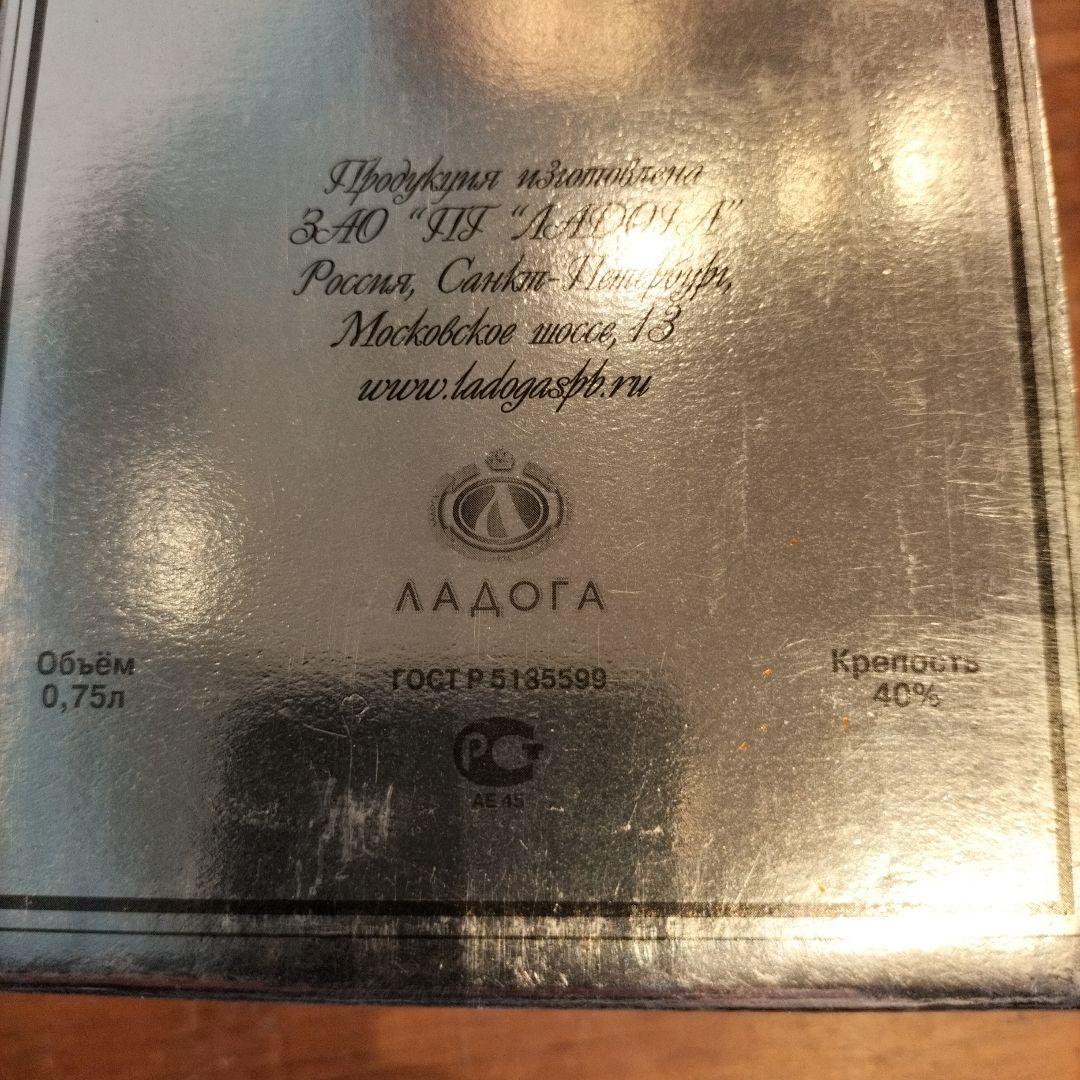 Продукция изготовлена
ЗАО "ПГ "ЛАДОГА"
Россия, Санкт-Петербург,
Московское шоссе, 13
www.ladogaspb.ru
ЛАДОГА
Объём
0,75л
ГОСТ Р 5135599
Крепость
40%
РСТ
АЕ 45